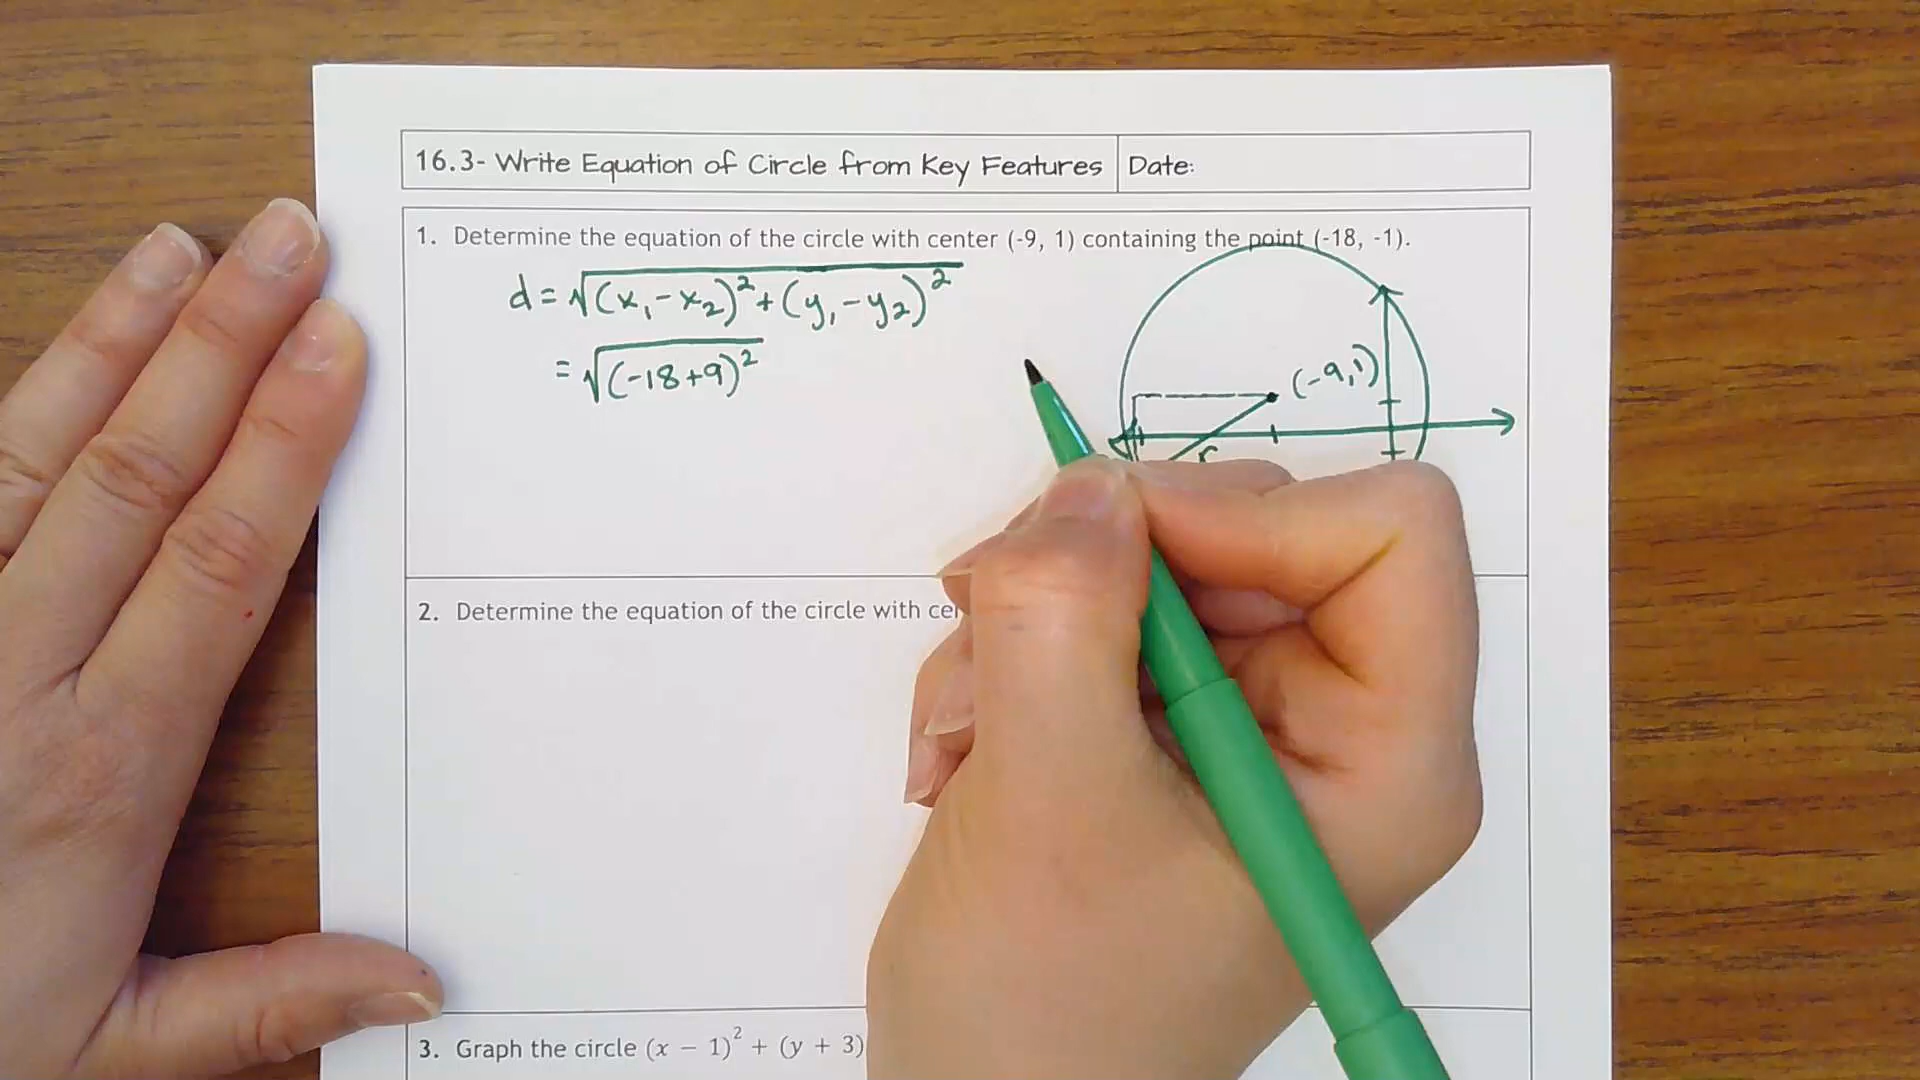 16.3- Write Equation of Circle from Key Features
Date:
1. Determine the equation of the circle with center (-9, 1) containing the point (-18, -1).
d = √(x₁ - x₂)² + (y₁ - y₂)²
= √(-18+9)²
(-9,1)
r
2. Determine the equation of the circle with
3. Graph the circle (x − 1)² + (y + 3)